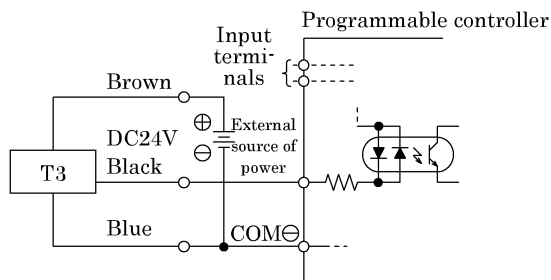 Programmable controller
Input
termi-
nals
Brown
⊕
DC24V
External
source of
power
⊖
Black
T3
Blue
COM⊖